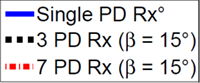 Single PD Rx°
3 PD Rx (β = 15°)
7 PD Rx (β = 15°)